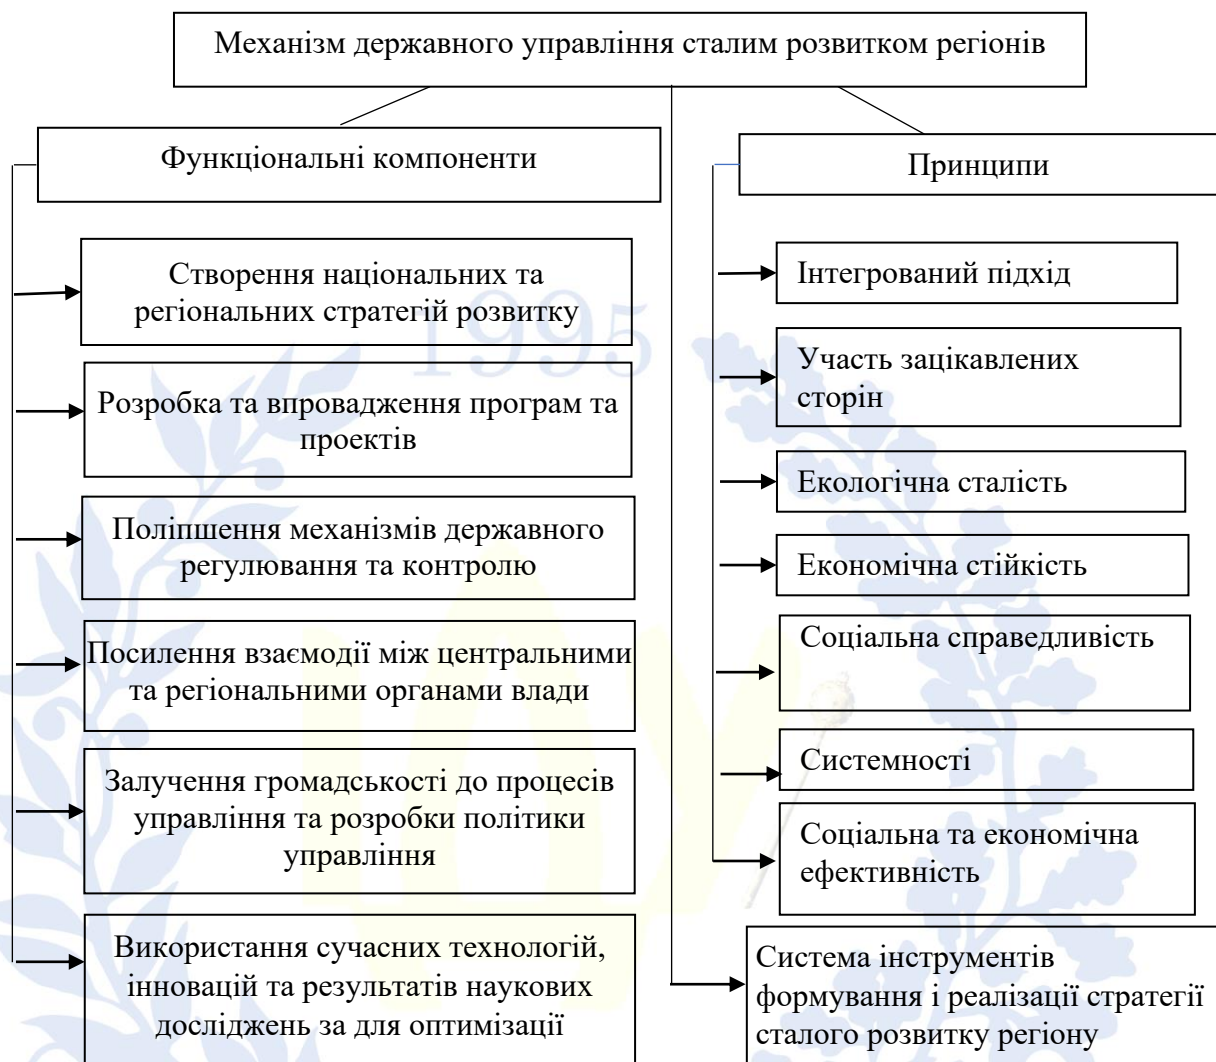 Механізм державного управління сталим розвитком регіонів
Функціональні компоненти
Створення національних та
регіональних стратегій розвитку
Розробка та впровадження програм та
проектів
Поліпшення механізмів державного
регулювання та контролю
Посилення взаємодії між центральними
та регіональними органами влади
Залучення громадськості до процесів
управління та розробки політики
управління
Використання сучасних технологій,
інновацій та результатів наукових
досліджень за для оптимізації
Принципи
Інтегрований підхід
Участь зацікавлених
сторін
Екологічна сталість
Економічна стійкість
Соціальна справедливість
Системності
Соціальна та економічна
ефективність
Система інструментів
формування і реалізації стратегії
сталого розвитку регіону
1995